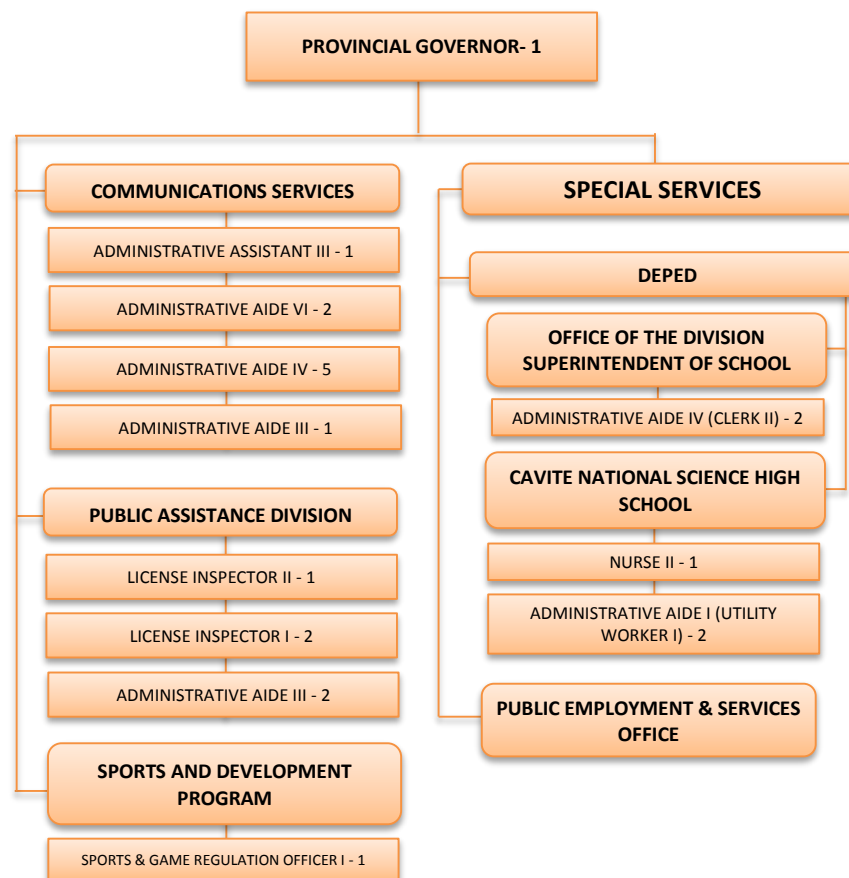 PROVINCIAL GOVERNOR- 1
COMMUNICATIONS SERVICES
ADMINISTRATIVE ASSISTANT III - 1
ADMINISTRATIVE AIDE VI - 2
ADMINISTRATIVE AIDE IV - 5
ADMINISTRATIVE AIDE III - 1
PUBLIC ASSISTANCE DIVISION
LICENSE INSPECTOR II - 1
LICENSE INSPECTOR I - 2
ADMINISTRATIVE AIDE III - 2
SPORTS AND DEVELOPMENT
PROGRAM
SPORTS & GAME REGULATION OFFICER I - 1
SPECIAL SERVICES
DEPED
OFFICE OF THE DIVISION
SUPERINTENDENT OF SCHOOL
ADMINISTRATIVE AIDE IV (CLERK II) - 2
CAVITE NATIONAL SCIENCE HIGH
SCHOOL
NURSE II - 1
ADMINISTRATIVE AIDE I (UTILITY
WORKER I) - 2
PUBLIC EMPLOYMENT & SERVICES
OFFICE